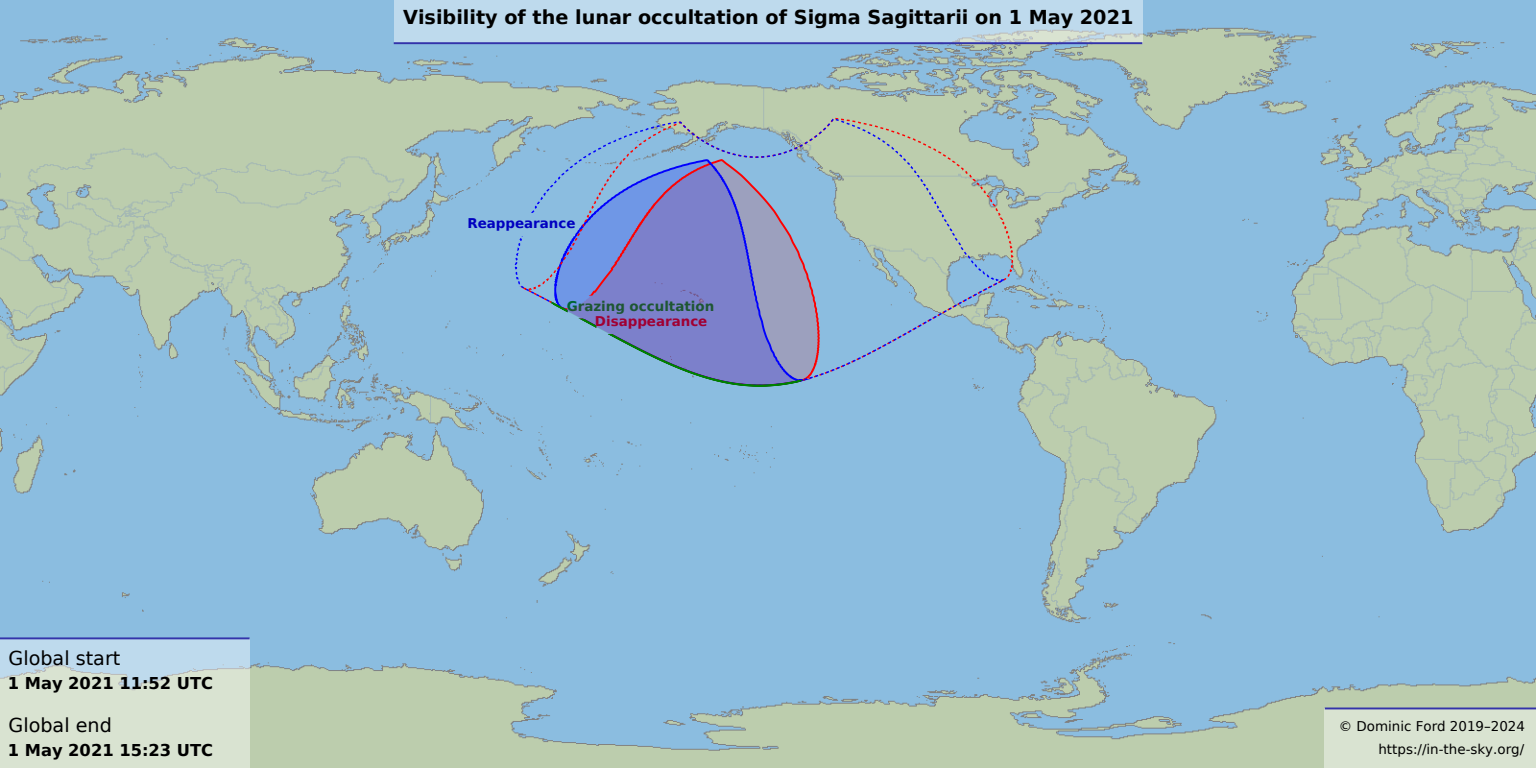 Visibility of the lunar occultation of Sigma Sagittarii on 1 May 2021
Reappearance
Grazing occultation
Disappearance
Global start
1 May 2021 11:52 UTC
Global end
1 May 2021 15:23 UTC
© Dominic Ford 2019–2024
https://in-the-sky.org/